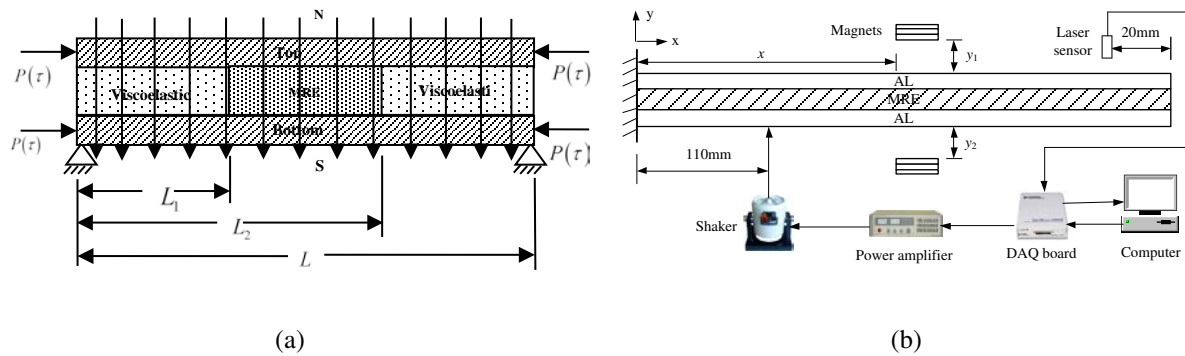 N
Top
P(τ)
P(τ)
Viscoelastic
MRE
Viscoelasti
P(τ)
Bottom
P(τ)
S
L₁
L₂
L
(a)
y
x
Magnets
x
y₁
Laser
sensor
20mm
AL
MRE
AL
110mm
y₂
Shaker
Power amplifier
DAQ board
Computer
(b)